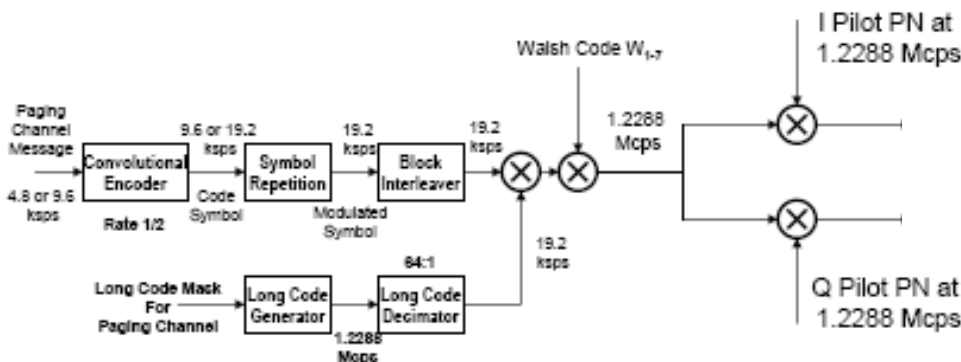 I Pilot PN at
1.2288 Mcps
Walsh Code W1-7
Paging
Channel
Message
9.6 or 19.2
ksps
19.2
ksps
19.2
ksps
1.2288
Mcps
Convolutional
Encoder
Symbol
Repetition
Block
Interleaver
4.8 or 9.6
ksps
Code
Symbol
Modulated
Symbol
Rate 1/2
19.2
ksps
64:1
Long Code Mask
For
Paging Channel
Long Code
Generator
Long Code
Decimator
1.2288
Mcps
Q Pilot PN at
1.2288 Mcps